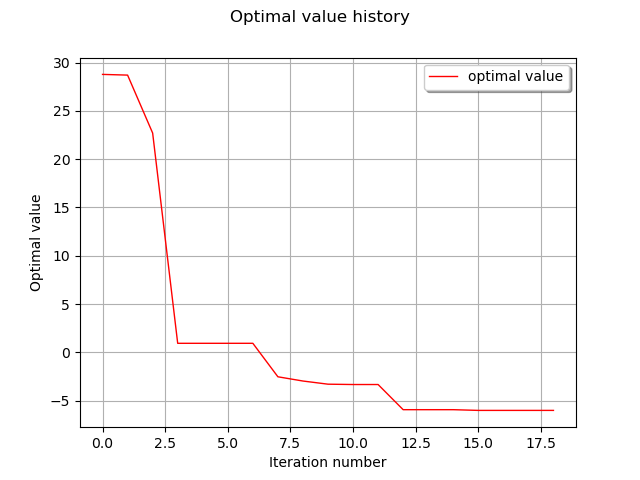 Optimal value history
optimal value
Optimal value
30
25
20
15
10
5
0
−5
0.0 2.5 5.0 7.5 10.0 12.5 15.0 17.5
Iteration number